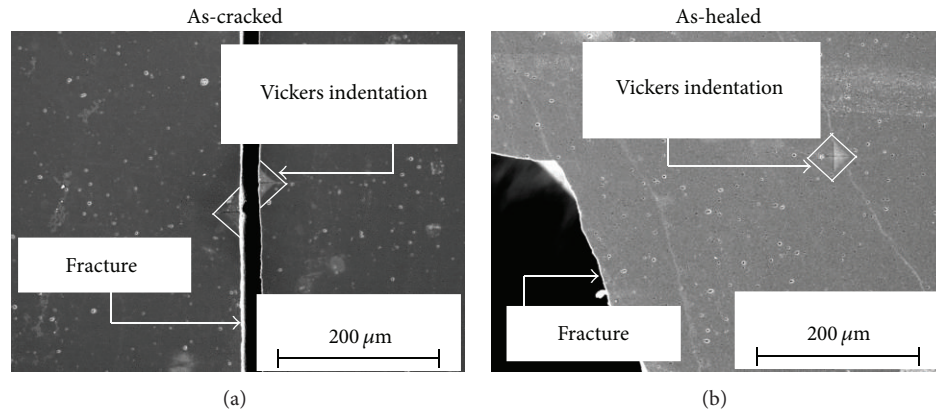 As-cracked
As-healed
Vickers indentation
Vickers indentation
Fracture
Fracture
200 μm
200 μm
(a)
(b)